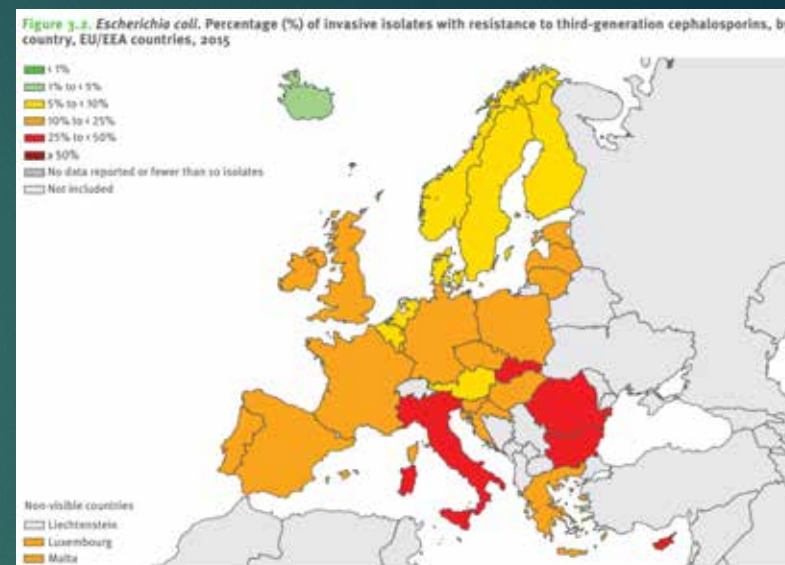 Figure 3.2. Escherichia coli. Percentage (%) of invasive isolates with resistance to third-generation cephalosporins, by
country, EU/EEA countries, 2015
< 1%
1% to < 5%
5% to < 10%
10% to < 25%
25% to < 50%
≥ 50%
No data reported or fewer than 10 isolates
Not included
Non-visible countries
Liechtenstein
Luxembourg
Malta